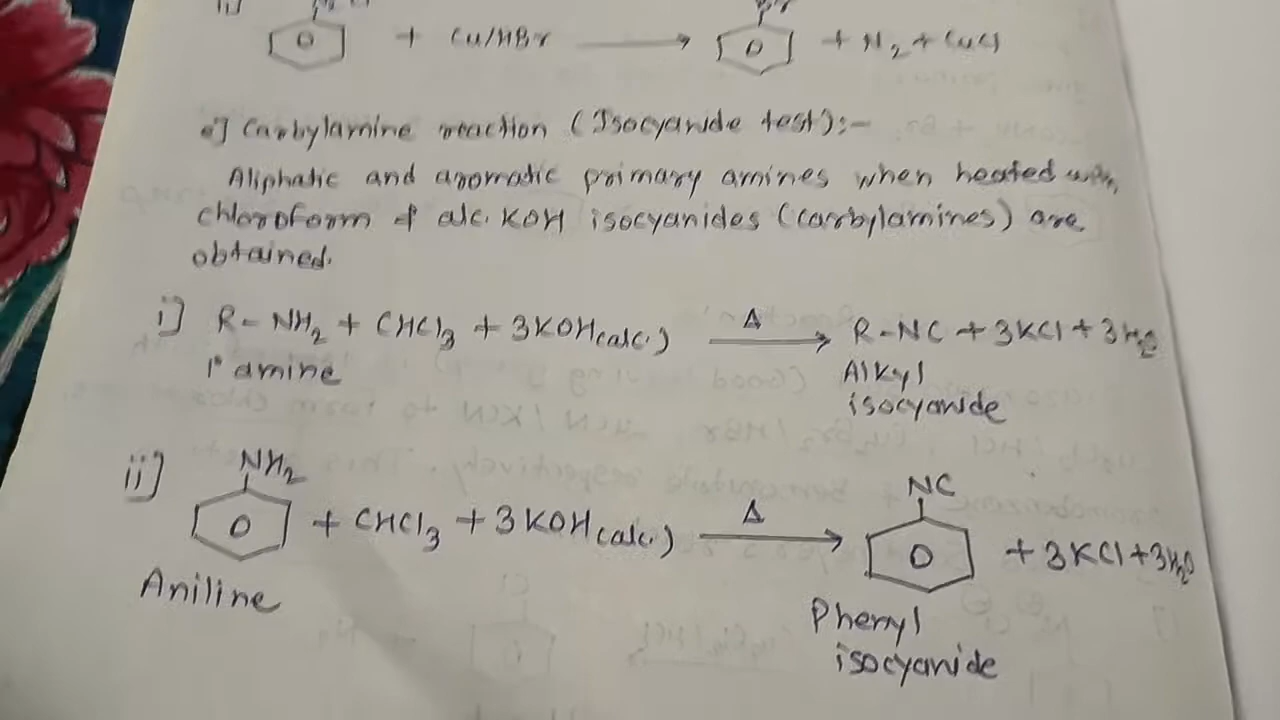 ii]
+ Cu/HBr ⟶ + N2 + CuCl
e] Carbylamine reaction (Isocyanide test):-
Aliphatic and aromatic primary amines when heated with
chloroform & alc. KOH isocyanides (carbylamines) are
obtained.
i] R-NH2 + CHCl3 + 3KOH(alc.) Δ⟶ R-NC + 3KCl + 3H2O
1° amine Alkyl
isocyanide
ii] NH2 NC
+ CHCl3 + 3KOH(alc.) Δ⟶ + 3KCl + 3H2O
Aniline Phenyl
isocyanide